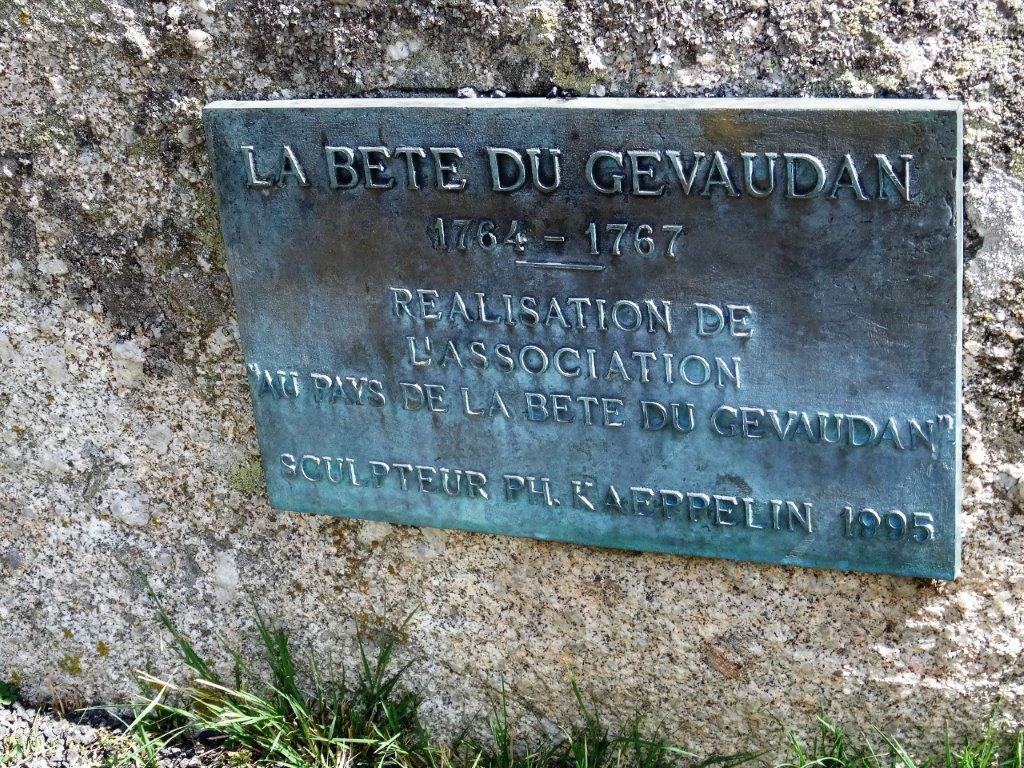 LA BETE DU GEVAUDAN
1764 - 1767
REALISATION DE
L'ASSOCIATION
"AU PAYS DE LA BETE DU GEVAUDAN"
SCULPTEUR PH. KAEPPELIN 1995